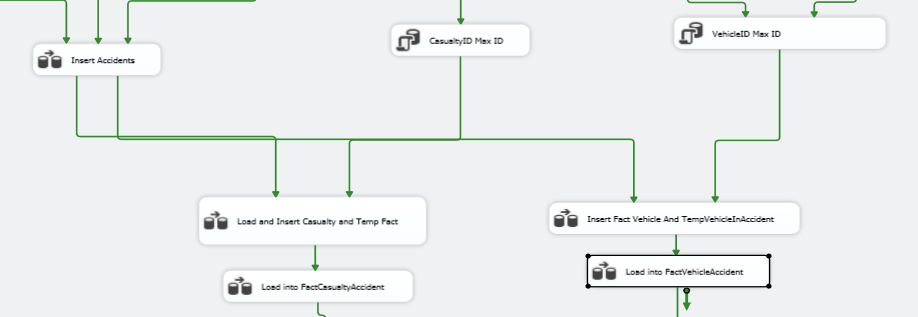 CasualtyID Max ID
VehicleID Max ID
Insert Accidents
Load and Insert Casualty and Temp Fact
Insert Fact Vehicle And TempVehicleInAccident
Load into FactCasualtyAccident
Load into FactVehicleAccident